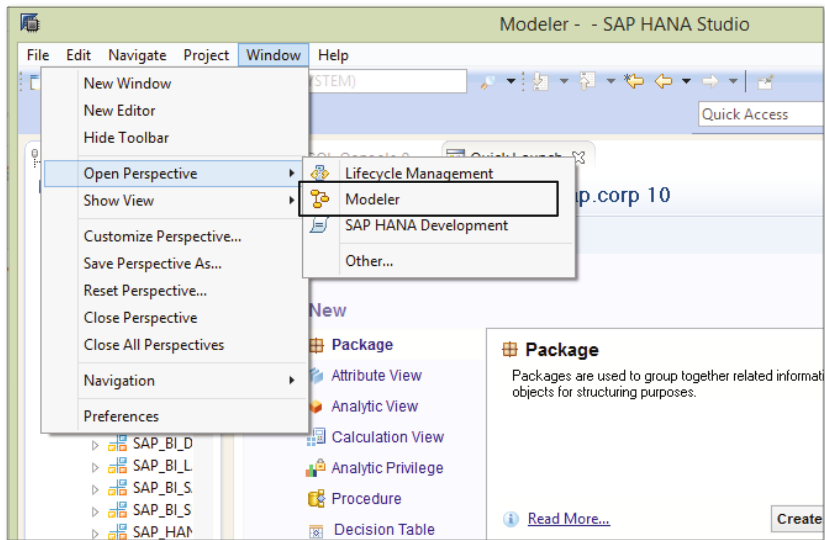 Modeler - - SAP HANA Studio
File Edit Navigate Project Window Help
New Window
New Editor
Hide Toolbar
Open Perspective
Show View
Customize Perspective...
Save Perspective As...
Reset Perspective...
Close Perspective
Close All Perspectives
Navigation
Preferences
Quick Access
Lifecycle Management
Modeler
SAP HANA Development
Other...
p.corp 10
New
Package
Attribute View
Analytic View
Calculation View
Analytic Privilege
Procedure
Decision Table
Package
Packages are used to group together related informati
objects for structuring purposes.
Read More...
Create
SAP_BI_D
SAP_BI_L
SAP_BI_S
SAP_BI_S
SAP_HAN